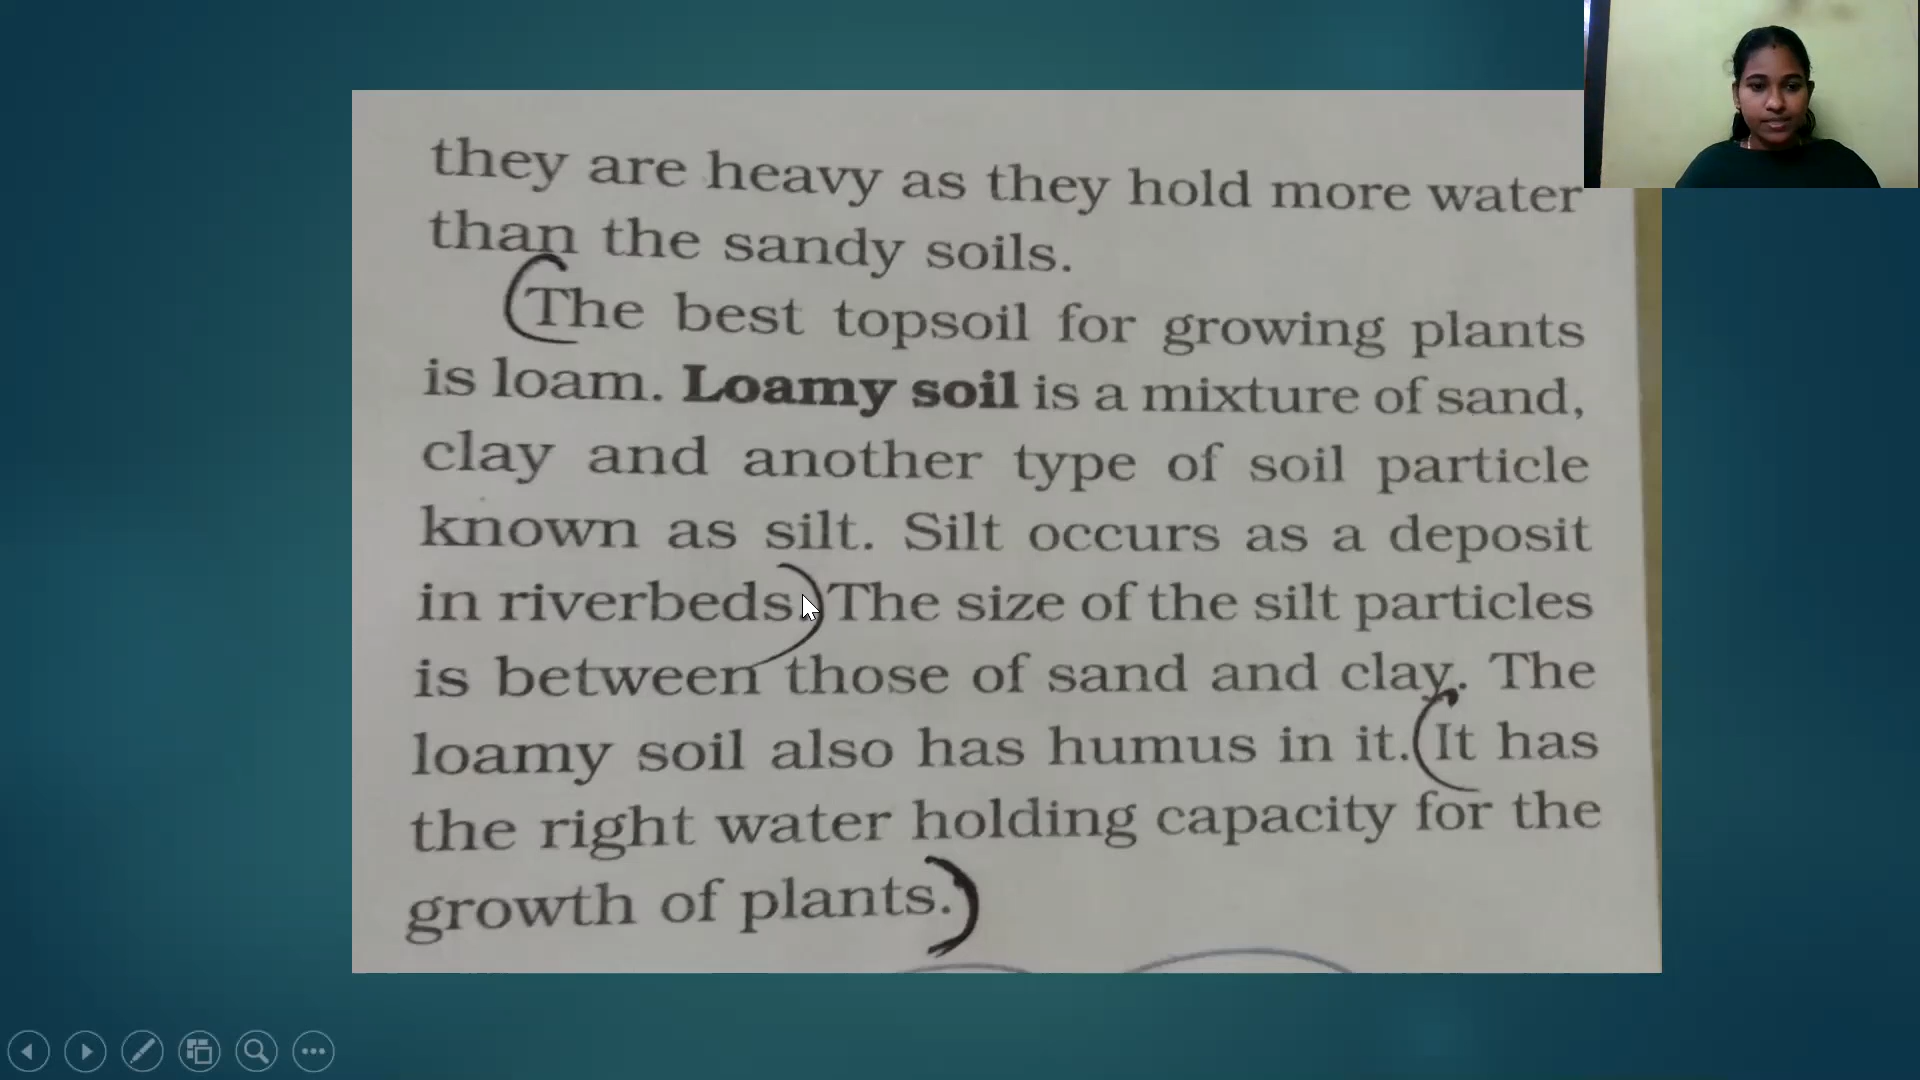 they are heavy as they hold more water
than the sandy soils.
The best topsoil for growing plants
is loam. Loamy soil is a mixture of sand,
clay and another type of soil particle
known as silt. Silt occurs as a deposit
in riverbeds. The size of the silt particles
is between those of sand and clay. The
loamy soil also has humus in it. It has
the right water holding capacity for the
growth of plants.